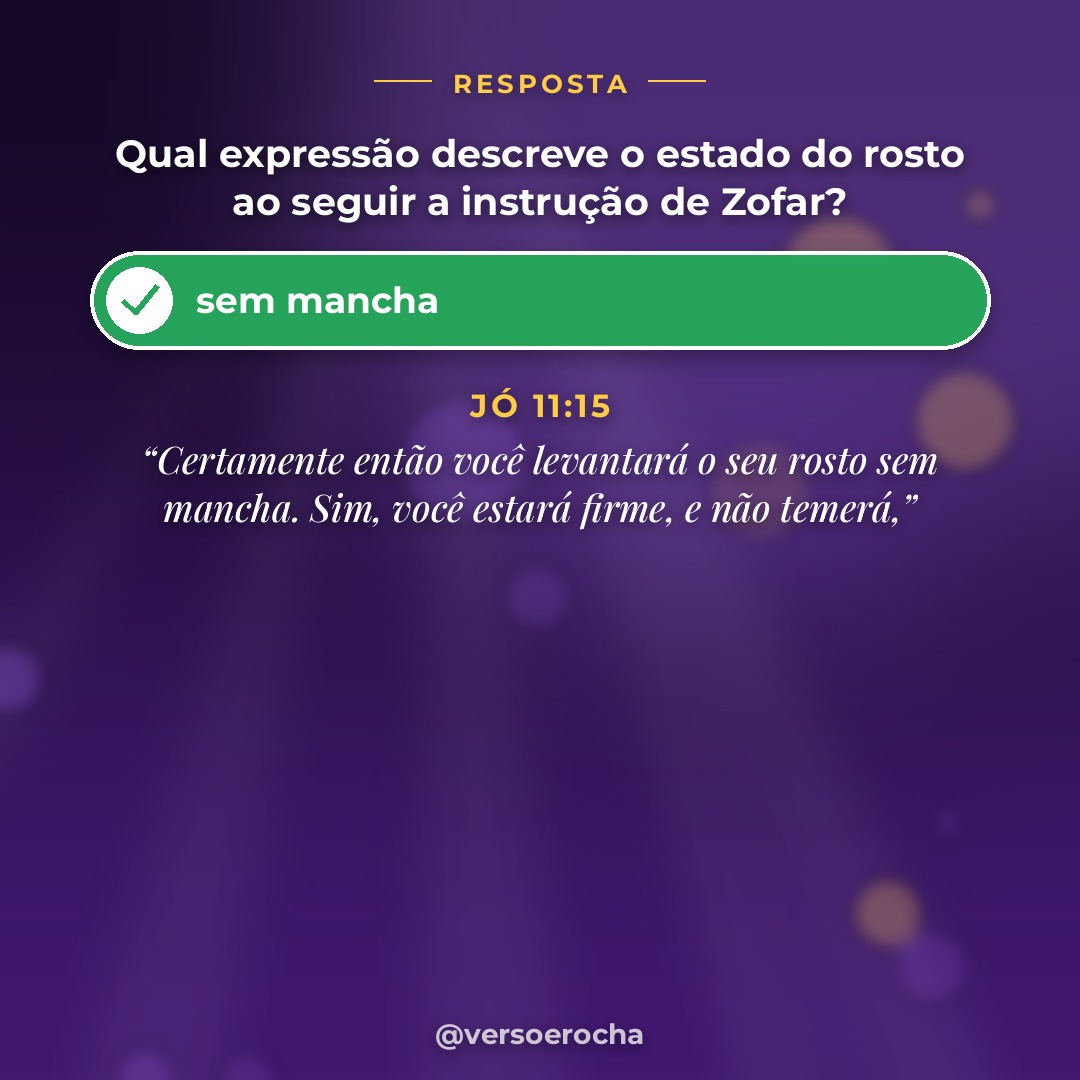 RESPOSTA
Qual expressão descreve o estado do rosto
ao seguir a instrução de Zofar?
sem mancha
JÓ 11:15
“Certamente então você levantará o seu rosto sem
mancha. Sim, você estará firme, e não temerá,”
@versoerocha